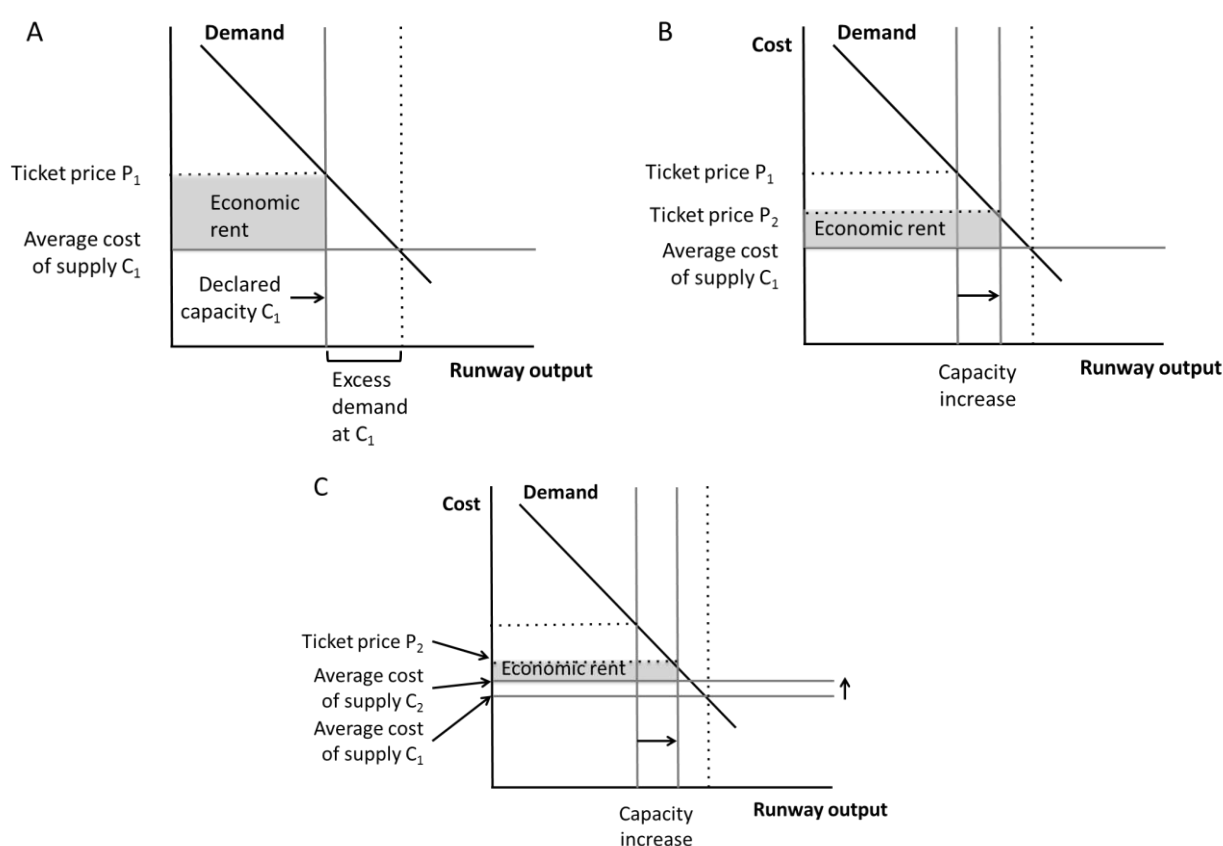 A
Demand
Ticket price P₁
Economic
rent
Average cost
of supply C₁
Declared
capacity C₁
Runway output
Excess
demand
at C₁
B
Cost
Demand
Ticket price P₁
Ticket price P₂
Economic rent
Average cost
of supply C₁
Runway output
Capacity
increase
C
Cost
Demand
Ticket price P₂
Economic rent
Average cost
of supply C₂
Average cost
of supply C₁
Runway output
Capacity
increase